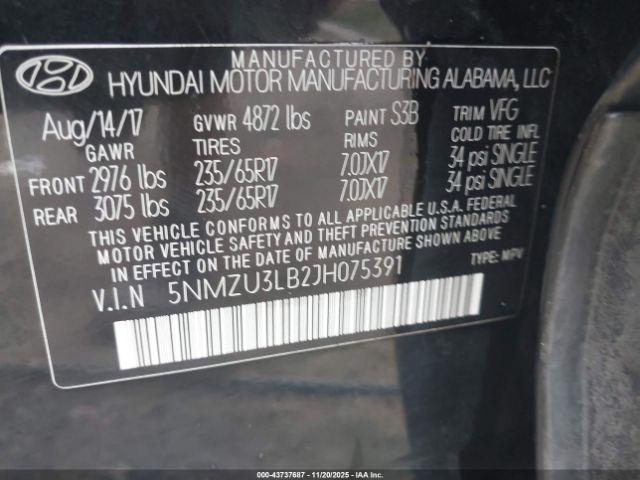 MANUFACTURED BY
HYUNDAI MOTOR MANUFACTURING ALABAMA, LLC
Aug/14/17 GVWR 4872 lbs PAINT S3B TRIM VFG
GAWR TIRES RIMS COLD TIRE INFL
FRONT 2976 lbs 235/65R17 7.0JX17 34 psi SINGLE
REAR 3075 lbs 235/65R17 7.0JX17 34 psi SINGLE
THIS VEHICLE CONFORMS TO ALL APPLICABLE U.S.A. FEDERAL
MOTOR VEHICLE SAFETY AND THEFT PREVENTION STANDARDS
IN EFFECT ON THE DATE OF MANUFACTURE SHOWN ABOVE.
V.I.N 5NMZU3LB2JH075391 TYPE: MPV
000-43737687 - 11/20/2025 - IAAI.COM